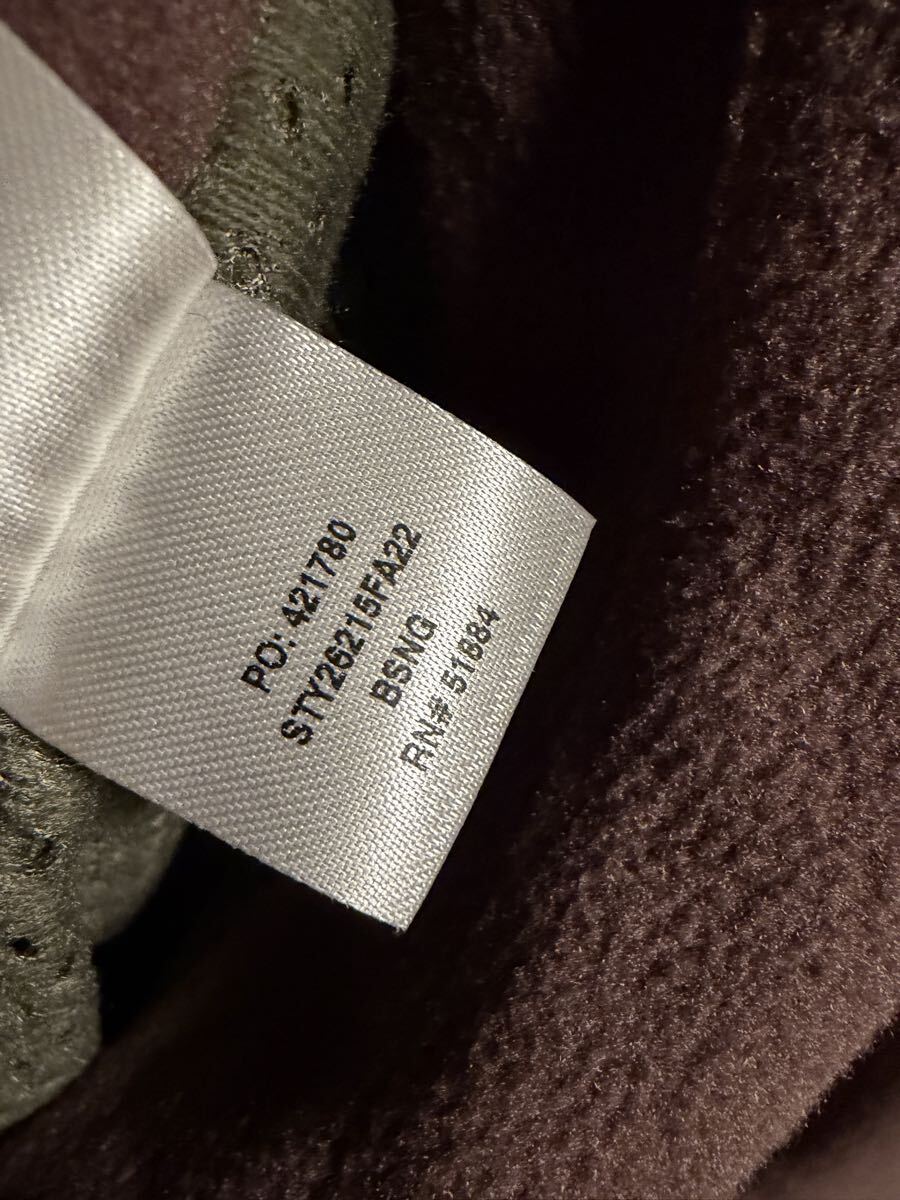 PO: 421780
STY26215FA22
BSNG
RN# 51884